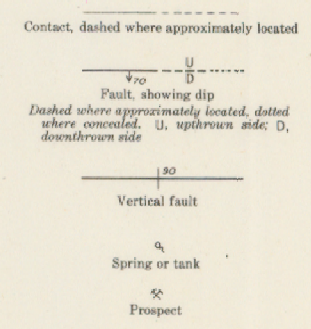 Contact, dashed where approximately located
U
70
D
Fault, showing dip
Dashed where approximately located, dotted
where concealed. U, upthrown side; D,
downthrown side
90
Vertical fault
Spring or tank
Prospect